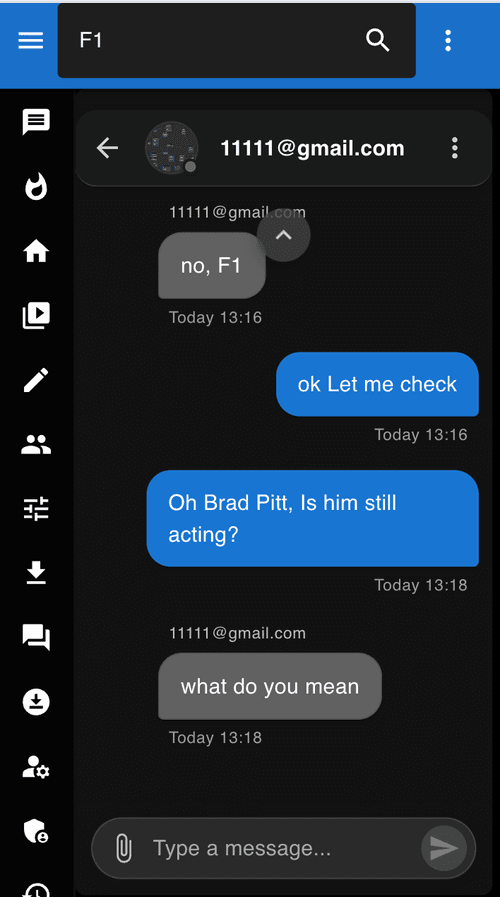 F1
11111@gmail.com
11111@gmail.com
no, F1
Today 13:16
ok Let me check
Today 13:16
Oh Brad Pitt, Is him still
acting?
Today 13:18
11111@gmail.com
what do you mean
Today 13:18
Type a message...